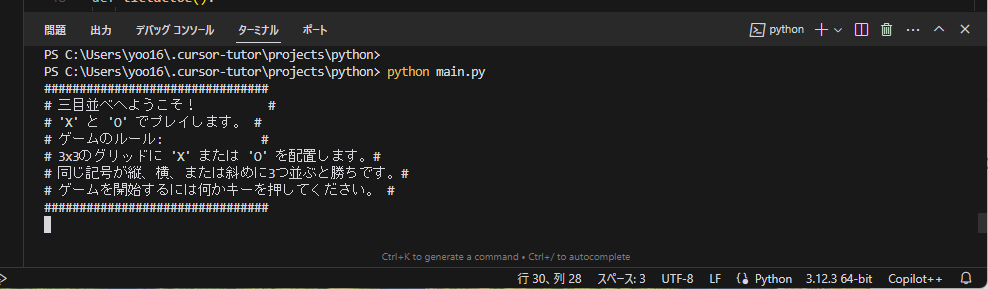 def tictactoe():
問題 出力 デバッグ コンソール ターミナル ポート python
PS C:\Users\yoo16\.cursor-tutor\projects\python>
PS C:\Users\yoo16\.cursor-tutor\projects\python> python main.py
################################
# 三目並べへようこそ！ #
# 'X' と 'O' でプレイします。 #
# ゲームのルール: #
# 3x3のグリッドに 'X' または 'O' を配置します。#
# 同じ記号が縦、横、または斜めに3つ並ぶと勝ちです。#
# ゲームを開始するには何かキーを押してください。 #
################################
Ctrl+K to generate a command • Ctrl+/ to autocomplete
行 30、列 28 スペース: 3 UTF-8 LF Python 3.12.3 64-bit Copilot++